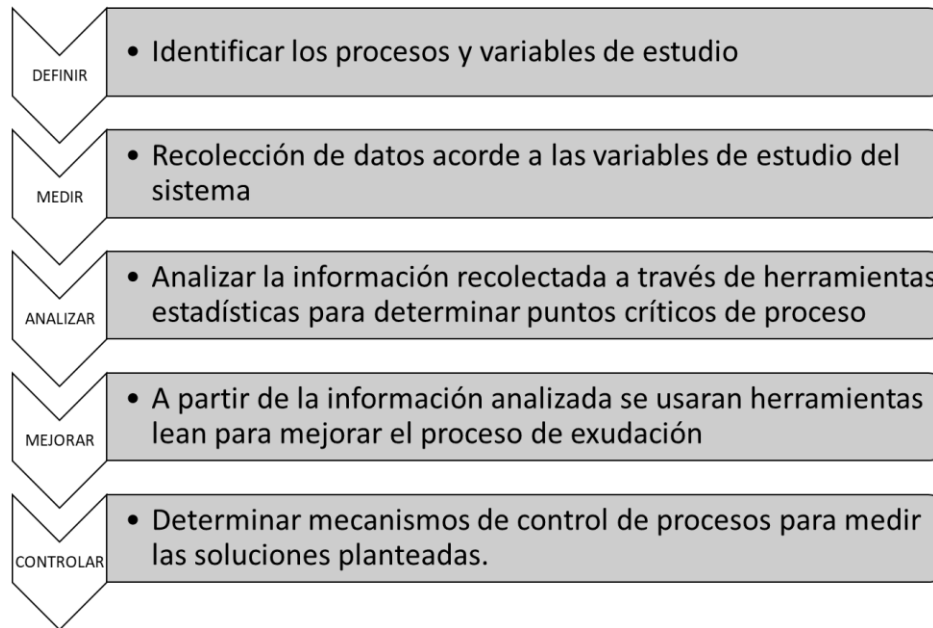 DEFINIR
• Identificar los procesos y variables de estudio
MEDIR
• Recolección de datos acorde a las variables de estudio del
sistema
ANALIZAR
• Analizar la información recolectada a través de herramientas
estadísticas para determinar puntos críticos de proceso
MEJORAR
• A partir de la información analizada se usaran herramientas
lean para mejorar el proceso de exudación
CONTROLAR
• Determinar mecanismos de control de procesos para medir
las soluciones planteadas.